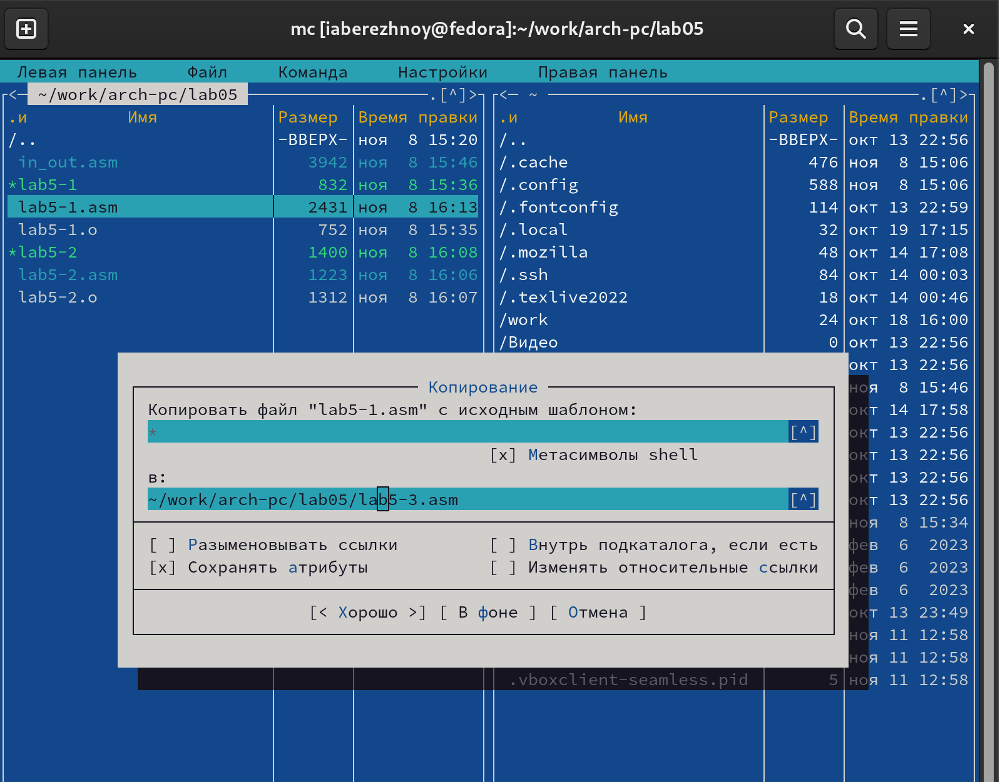 mc [iaberezhnoy@fedora]:~/work/arch-pc/lab05
Левая панель Файл Команда Настройки Правая панель
<─ ~/work/arch-pc/lab05 .[^]> <─ ~ .[^]>
.и Имя Размер Время правки .и Имя Размер Время правки
/.. -ВВЕРХ- ноя 8 15:20 /.. -ВВЕРХ- окт 13 22:56
in_out.asm 3942 ноя 8 15:46 /.cache 476 ноя 8 15:06
*lab5-1 832 ноя 8 15:36 /.config 588 ноя 8 15:06
lab5-1.asm 2431 ноя 8 16:13 /.fontconfig 114 окт 13 22:59
lab5-1.o 752 ноя 8 15:35 /.local 32 окт 19 17:15
*lab5-2 1400 ноя 8 16:08 /.mozilla 48 окт 14 17:08
lab5-2.asm 1223 ноя 8 16:06 /.ssh 84 окт 14 00:03
lab5-2.o 1312 ноя 8 16:07 /.texlive2022 18 окт 14 00:46
/work 24 окт 18 16:00
/Видео 0 окт 13 22:56
окт 13 22:56
Копирование ноя 8 15:46
Копировать файл "lab5-1.asm" с исходным шаблоном: окт 14 17:58
* [^] окт 13 22:56
[x] Метасимволы shell окт 13 22:56
в: окт 13 22:56
~/work/arch-pc/lab05/lab5-3.asm [^] окт 13 22:56
ноя 8 15:34
[ ] Разыменовывать ссылки [ ] Внутрь подкаталога, если есть фев 6 2023
[x] Сохранять атрибуты [ ] Изменять относительные ссылки фев 6 2023
фев 6 2023
[< Хорошо >] [ В фоне ] [ Отмена ] окт 13 23:49
ноя 11 12:58
ноя 11 12:58
.vboxclient-seamless.pid 5 ноя 11 12:58